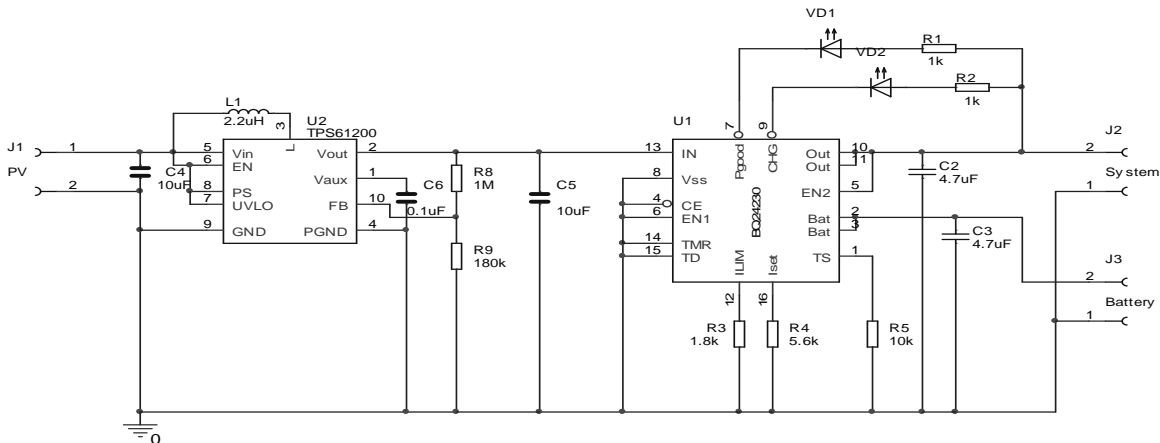 VD1
R1
1k
VD2
R2
1k
L1
2.2uH
3
U2
TPS61200
L
7
9
U1
J1
1
5
Vin
Vout
2
13
IN
Pgood
CHG
Out
10
2
J2
6
EN
Out
11
C4
10uF
PV
2
Vaux
1
C6
0.1uF
R8
1M
C5
10uF
8
Vss
C2
4.7uF
System
1
8
PS
7
UVLO
FB
10
4
CE
6
EN1
EN2
5
BQ24230
9
GND
PGND
4
Bat
2
Bat
3
C3
4.7uF
R9
180k
14
TMR
15
TD
ILIM
Iset
TS
1
J3
2
Battery
1
12
16
R3
1.8k
R4
5.6k
R5
10k
0